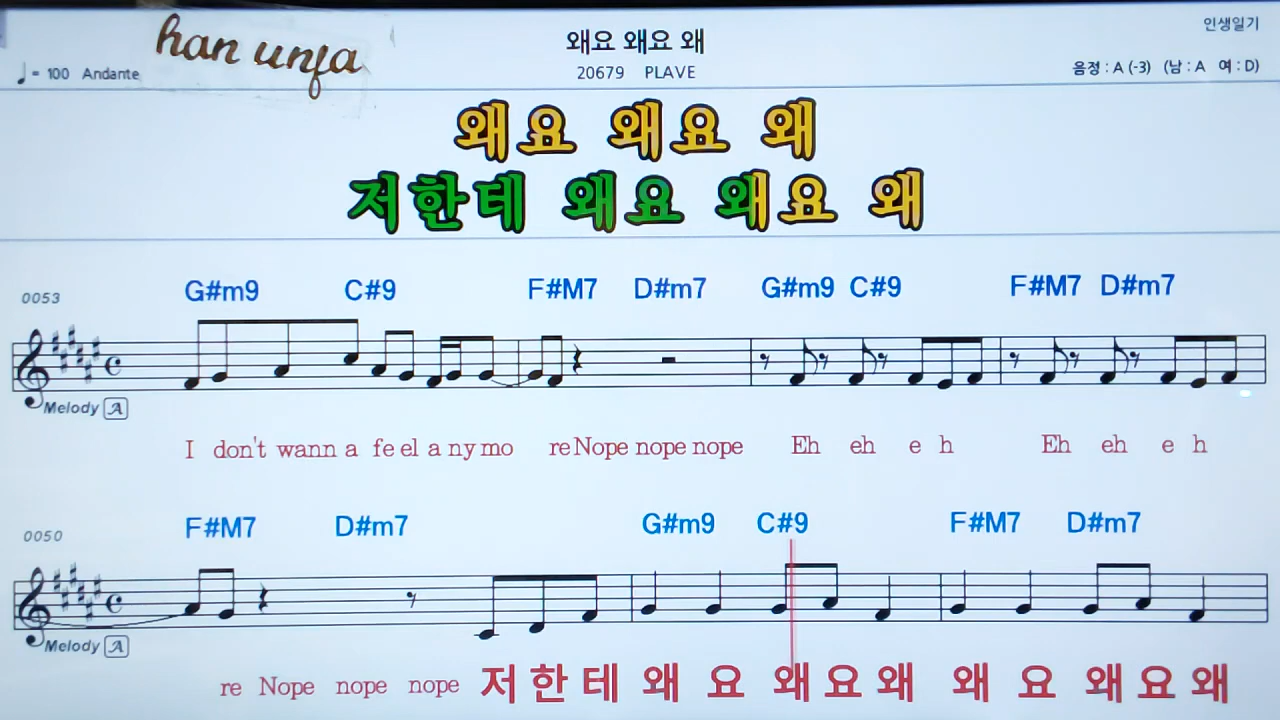 han unfa
왜요 왜요 왜
인생일기
♩= 100 Andante
20679 PLAVE
음정 : A (-3) (남 : A 여 : D)
왜요 왜요 왜
저한테 왜요 왜요 왜
0053
G#m9 C#9 F#M7 D#m7 G#m9 C#9 F#M7 D#m7
Melody A
I don't wann a fe el a ny mo re Nope nope nope Eh eh e h Eh eh e h
0050
F#M7 D#m7 G#m9 C#9 F#M7 D#m7
Melody A
re Nope nope nope 저 한 테 왜 요 왜 요 왜 왜 요 왜 요 왜